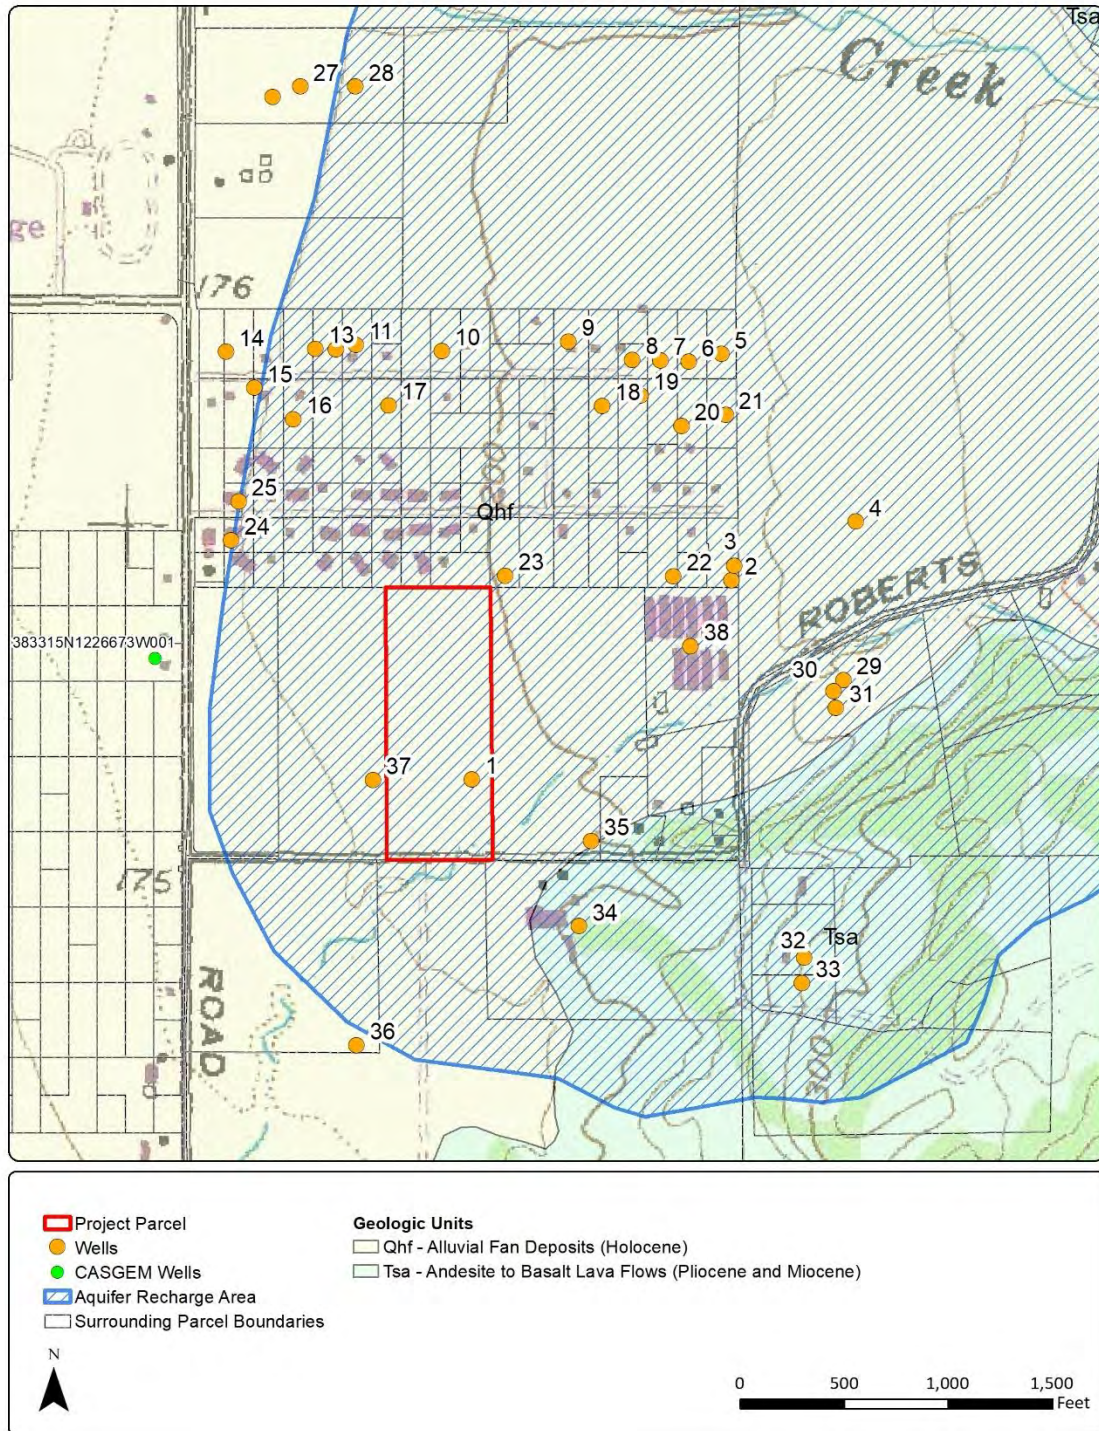 Tsa
Creek
27
28
ge
176
14
13
11
10
9
8
7
6
5
15
16
17
18
19
20
21
200
25
Qhf
24
4
3
23
22
2
ROBERTS
383315N1226673W001
38
30
29
31
37
1
35
175
34
32
Tsa
33
ROAD
36
300
Project Parcel
Wells
CASGEM Wells
Aquifer Recharge Area
Surrounding Parcel Boundaries
Geologic Units
Qhf - Alluvial Fan Deposits (Holocene)
Tsa - Andesite to Basalt Lava Flows (Pliocene and Miocene)
N
0 500 1,000 1,500
Feet